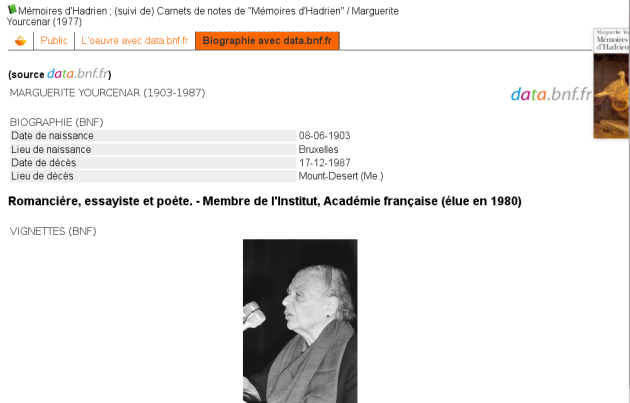 Mémoires d'Hadrien ; (suivi de) Carnets de notes de "Mémoires d'Hadrien" / Marguerite
Yourcenar (1977)
Public L'oeuvre avec data.bnf.fr Biographie avec data.bnf.fr
Marguerite
Mémoires
d'Hadrien
(source data.bnf.fr)
MARGUERITE YOURCENAR (1903-1987)
data.bnf.fr
BIOGRAPHIE (BNF)
Date de naissance 08-06-1903
Lieu de naissance Bruxelles
Date de décès 17-12-1987
Lieu de décès Mount-Desert (Me.)
Romancière, essayiste et poète. - Membre de l'Institut, Académie française (élue en 1980)
VIGNETTES (BNF)